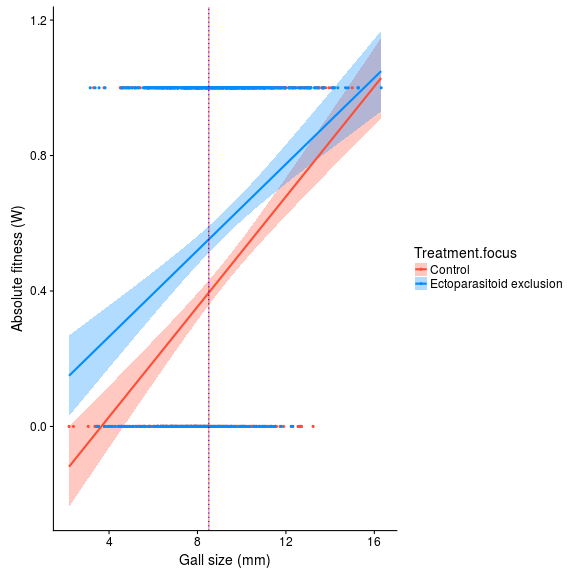 1.2
0.8
0.4
0.0
Absolute fitness (W)
4
8
12
16
Gall size (mm)
Treatment.focus
Control
Ectoparasitoid exclusion